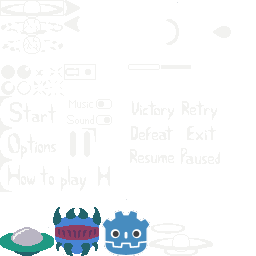 Start
Music
Sound
Options
How to play H
Victory Retry
Defeat Exit
Resume Paused